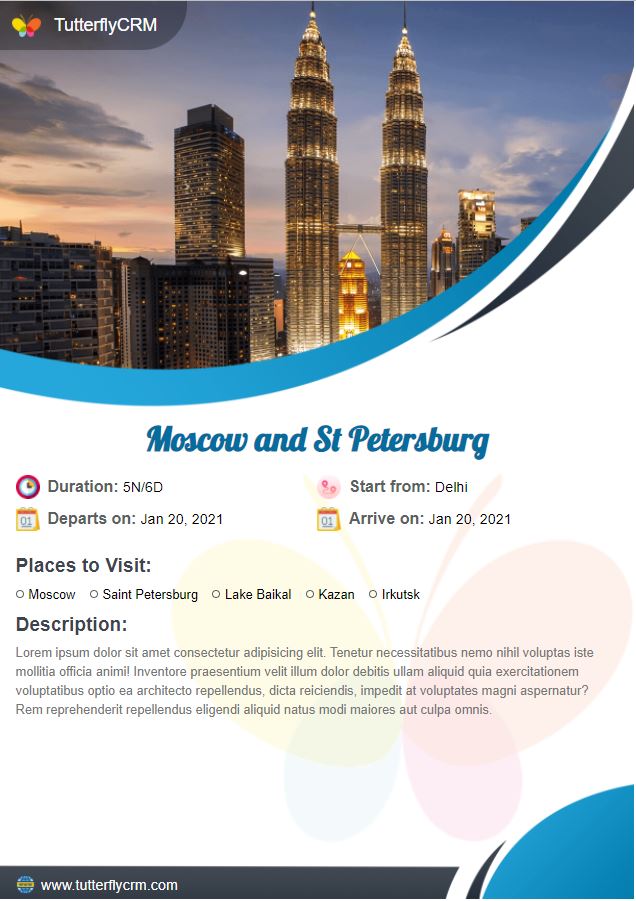 TutterflyCRM
Moscow and St Petersburg
Duration: 5N/6D
Start from: Delhi
01 Departs on: Jan 20, 2021
01 Arrive on: Jan 20, 2021
Places to Visit:
Moscow Saint Petersburg Lake Baikal Kazan Irkutsk
Description:
Lorem ipsum dolor sit amet consectetur adipisicing elit. Tenetur necessitatibus nemo nihil voluptas iste
mollitia officia animi! Inventore praesentium velit illum dolor debitis ullam aliquid quia exercitationem
voluptatibus optio ea architecto repellendus, dicta reiciendis, impedit at voluptates magni aspernatur?
Rem reprehenderit repellendus eligendi aliquid natus modi maiores aut culpa omnis.
www.tutterflycrm.com